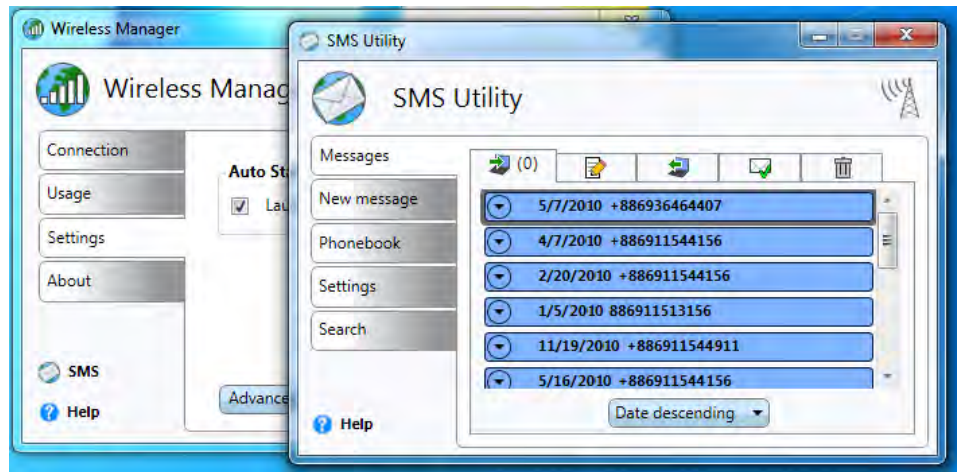 Wireless Manager
Wireless Manag
Connection
Usage
Settings
About
Auto St
Lau
SMS
Help
Advance
SMS Utility
SMS Utility
Messages
New message
Phonebook
Settings
Search
Help
(0)
5/7/2010 +886936464407
4/7/2010 +886911544156
2/20/2010 +886911544156
1/5/2010 886911513156
11/19/2010 +886911544911
5/16/2010 +886911544156
Date descending